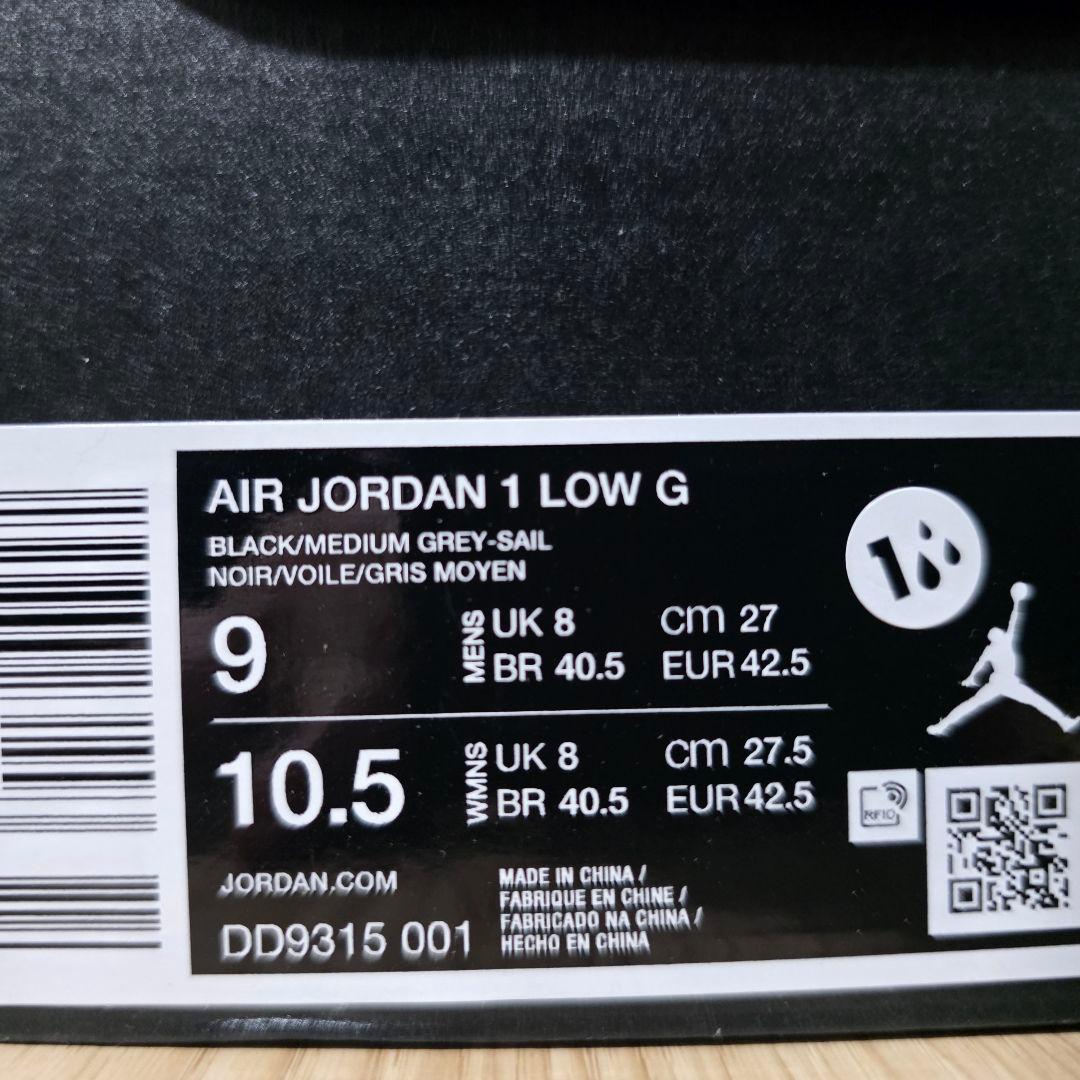 AIR JORDAN 1 LOW G
BLACK/MEDIUM GREY-SAIL
NOIR/VOILE/GRIS MOYEN
9
MENS
UK 8 cm 27
BR 40.5 EUR 42.5
10.5
WMNS
UK 8 cm 27.5
BR 40.5 EUR 42.5
JORDAN.COM
DD9315 001
MADE IN CHINA /
FABRIQUE EN CHINE /
FABRICADO NA CHINA /
HECHO EN CHINA
1
RFID